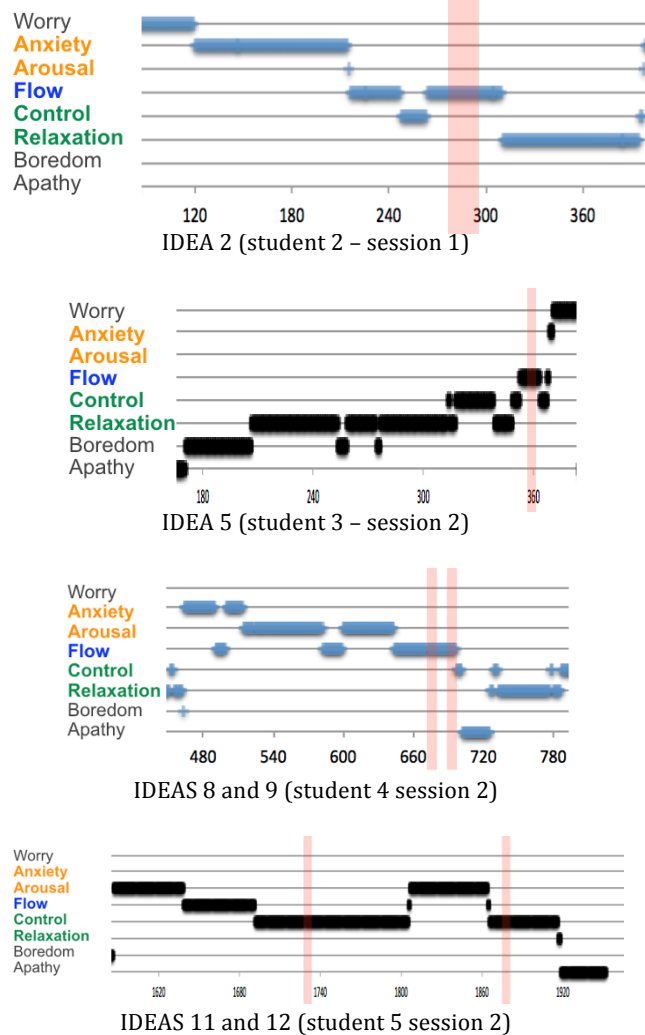 Worry
Anxiety
Arousal
Flow
Control
Relaxation
Boredom
Apathy
120 180 240 300 360
IDEA 2 (student 2 – session 1)
Worry
Anxiety
Arousal
Flow
Control
Relaxation
Boredom
Apathy
180 240 300 360
IDEA 5 (student 3 – session 2)
Worry
Anxiety
Arousal
Flow
Control
Relaxation
Boredom
Apathy
480 540 600 660 720 780
IDEAS 8 and 9 (student 4 session 2)
Worry
Anxiety
Arousal
Flow
Control
Relaxation
Boredom
Apathy
1620 1680 1740 1800 1860 1920
IDEAS 11 and 12 (student 5 session 2)